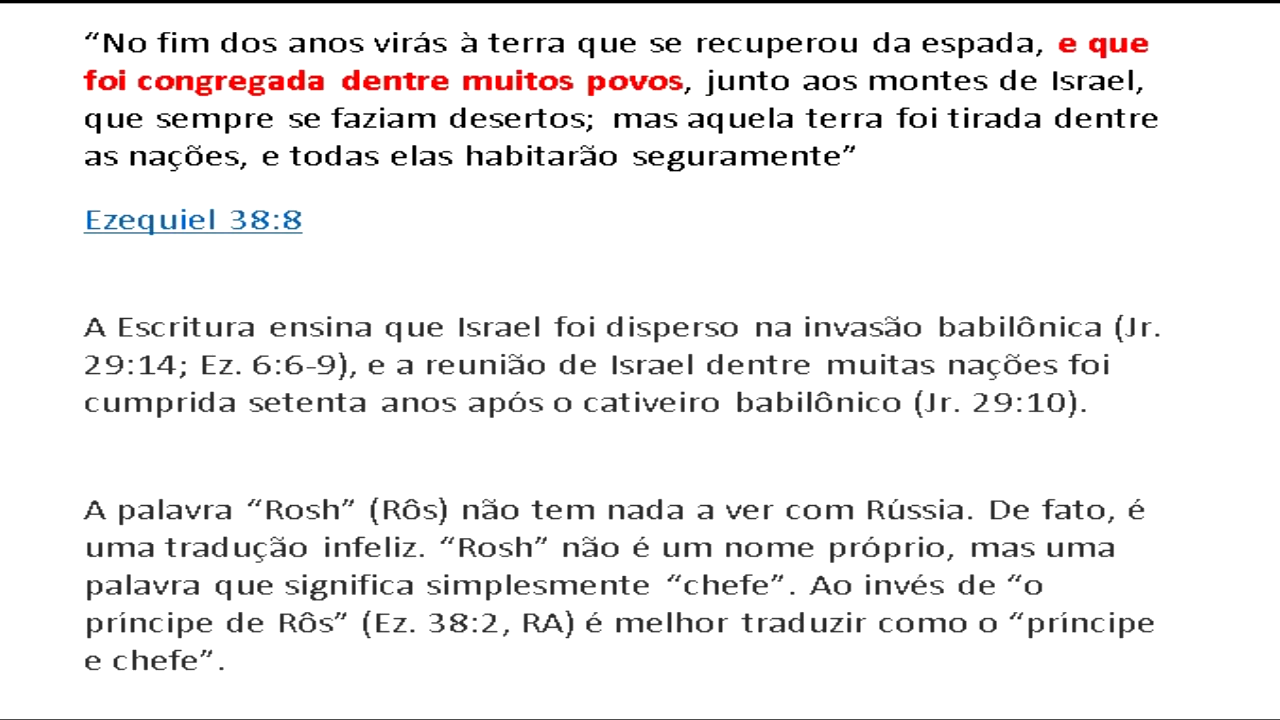 “No fim dos anos virás à terra que se recuperou da espada, e que
foi congregada dentre muitos povos, junto aos montes de Israel,
que sempre se faziam desertos; mas aquela terra foi tirada dentre
as nações, e todas elas habitarão seguramente”
Ezequiel 38:8
A Escritura ensina que Israel foi disperso na invasão babilônica (Jr.
29:14; Ez. 6:6-9), e a reunião de Israel dentre muitas nações foi
cumprida setenta anos após o cativeiro babilônico (Jr. 29:10).
A palavra “Rosh” (Rôs) não tem nada a ver com Rússia. De fato, é
uma tradução infeliz. “Rosh” não é um nome próprio, mas uma
palavra que significa simplesmente “chefe”. Ao invés de “o
príncipe de Rôs” (Ez. 38:2, RA) é melhor traduzir como o “príncipe
e chefe”.